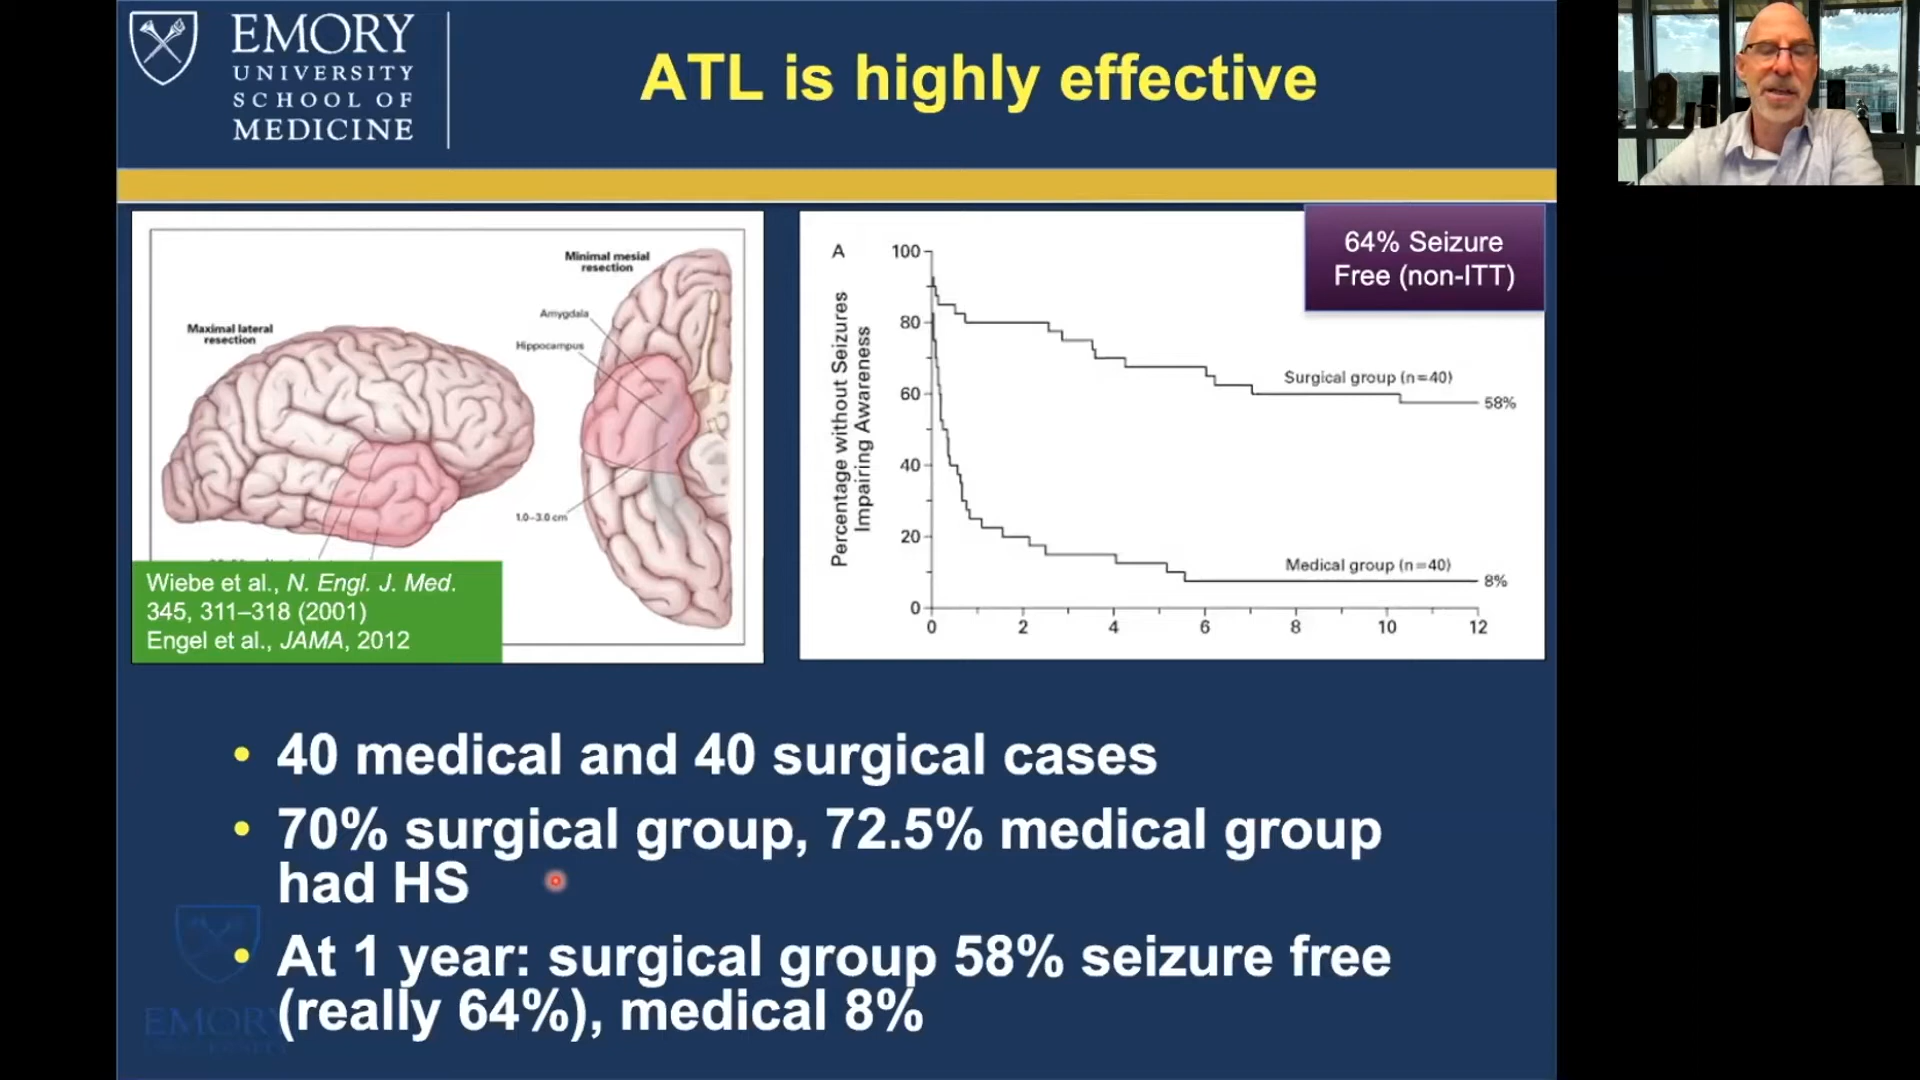 EMORY
UNIVERSITY
SCHOOL OF
MEDICINE
ATL is highly effective
Maximal lateral
resection
Minimal mesial
resection
Amygdala
Hippocampus
1.0–3.0 cm
Wiebe et al., N. Engl. J. Med.
345, 311–318 (2001)
Engel et al., JAMA, 2012
64% Seizure
Free (non-ITT)
A
Percentage without Seizures
Impairing Awareness
100
80
60
40
20
0
Surgical group (n=40)
58%
Medical group (n=40)
8%
0 2 4 6 8 10 12
• 40 medical and 40 surgical cases
• 70% surgical group, 72.5% medical group
had HS
• At 1 year: surgical group 58% seizure free
(really 64%), medical 8%
EMORY